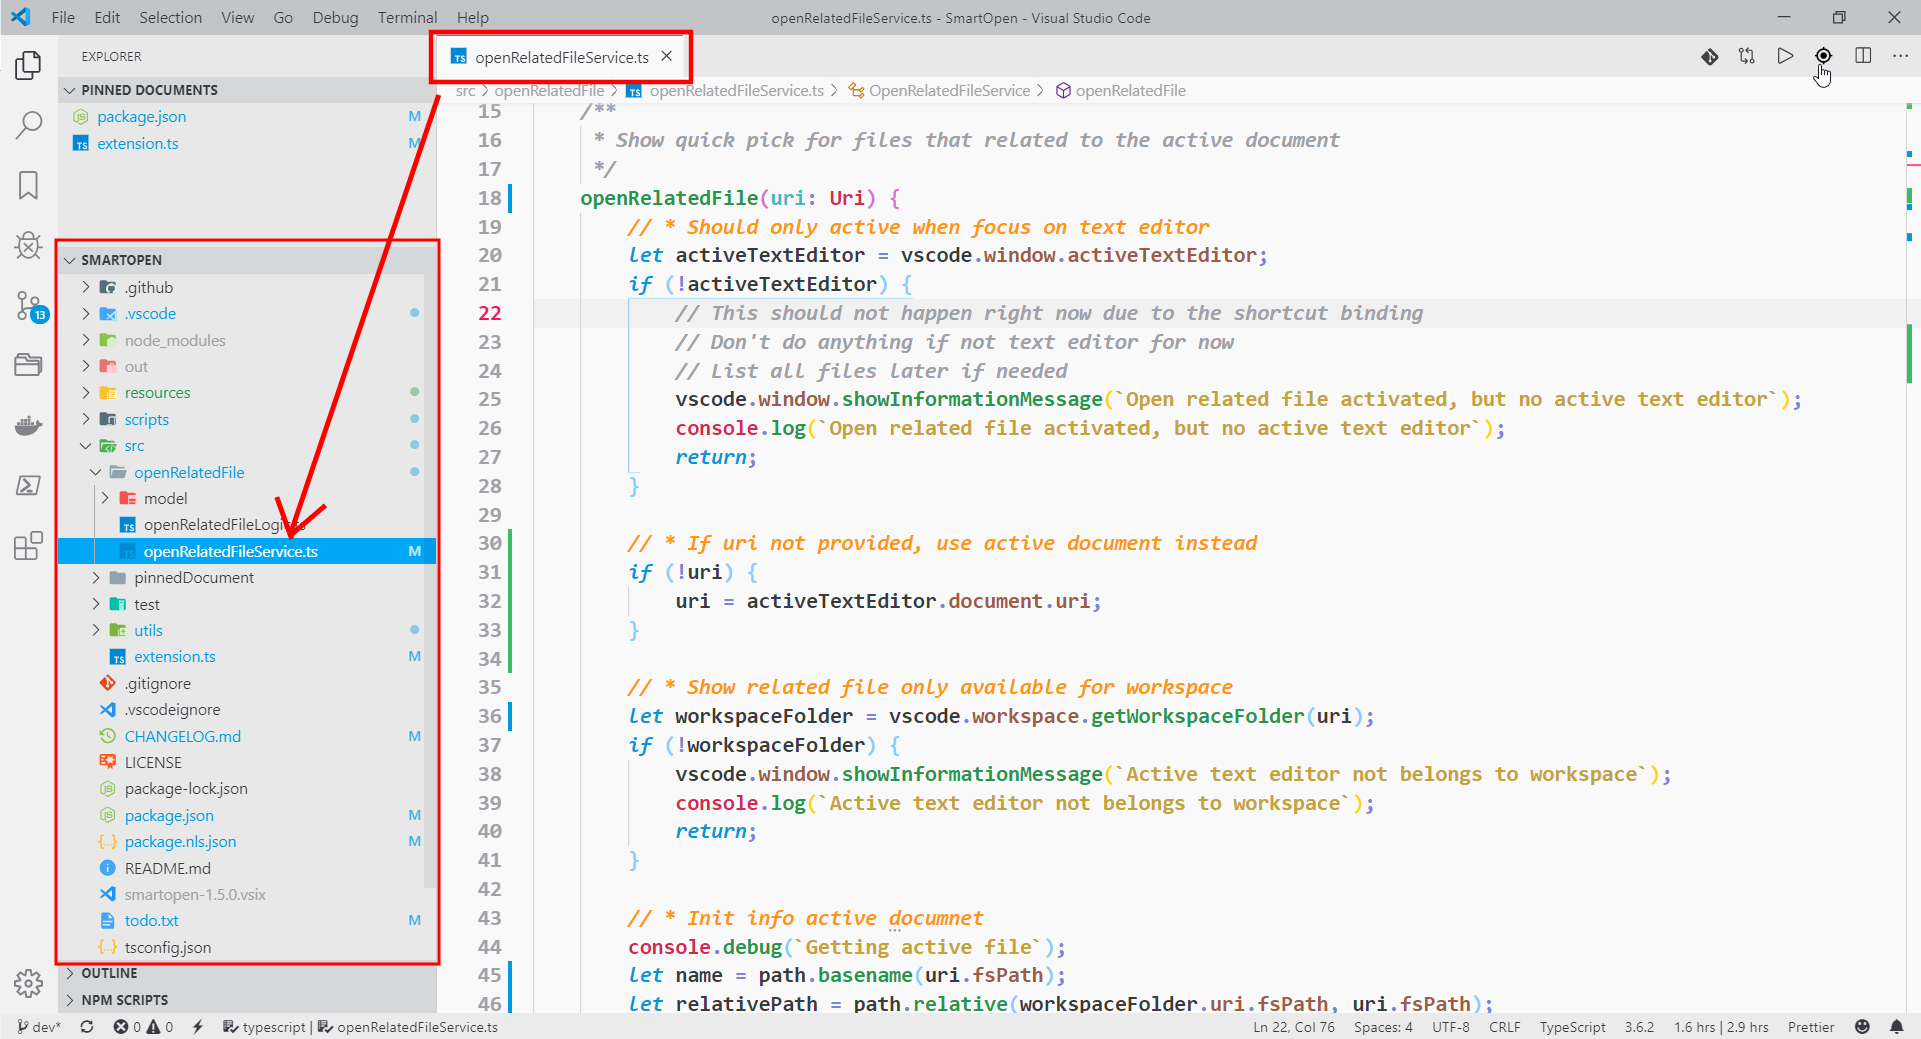 File Edit Selection View Go Debug Terminal Help
openRelatedFileService.ts - SmartOpen - Visual Studio Code
EXPLORER
PINNED DOCUMENTS
package.json M
extension.ts M
SMARTOPEN
.github
.vscode
node_modules
out
resources
scripts
src
openRelatedFile
model
openRelatedFileLogic.ts
openRelatedFileService.ts M
pinnedDocument
test
utils
extension.ts M
.gitignore
.vscodeignore
CHANGELOG.md M
LICENSE
package-lock.json
package.json M
package.nls.json M
README.md
smartopen-1.5.0.vsix
todo.txt M
tsconfig.json
OUTLINE
NPM SCRIPTS
13
TS openRelatedFileService.ts
src > openRelatedFile > TS openRelatedFileService.ts > OpenRelatedFileService > openRelatedFile
15 /**
16 * Show quick pick for files that related to the active document
17 */
18 openRelatedFile(uri: Uri) {
19 // * Should only active when focus on text editor
20 let activeTextEditor = vscode.window.activeTextEditor;
21 if (!activeTextEditor) {
22 // This should not happen right now due to the shortcut binding
23 // Don't do anything if not text editor for now
24 // List all files later if needed
25 vscode.window.showInformationMessage(`Open related file activated, but no active text editor`);
26 console.log(`Open related file activated, but no active text editor`);
27 return;
28 }
29
30 // * If uri not provided, use active document instead
31 if (!uri) {
32 uri = activeTextEditor.document.uri;
33 }
34
35 // * Show related file only available for workspace
36 let workspaceFolder = vscode.workspace.getWorkspaceFolder(uri);
37 if (!workspaceFolder) {
38 vscode.window.showInformationMessage(`Active text editor not belongs to workspace`);
39 console.log(`Active text editor not belongs to workspace`);
40 return;
41 }
42
43 // * Init info active documnet
44 console.debug(`Getting active file`);
45 let name = path.basename(uri.fsPath);
46 let relativePath = path.relative(workspaceFolder.uri.fsPath, uri.fsPath);
dev* 0 0 typescript | openRelatedFileService.ts
Ln 22, Col 76 Spaces: 4 UTF-8 CRLF TypeScript 3.6.2 1.6 hrs | 2.9 hrs Prettier